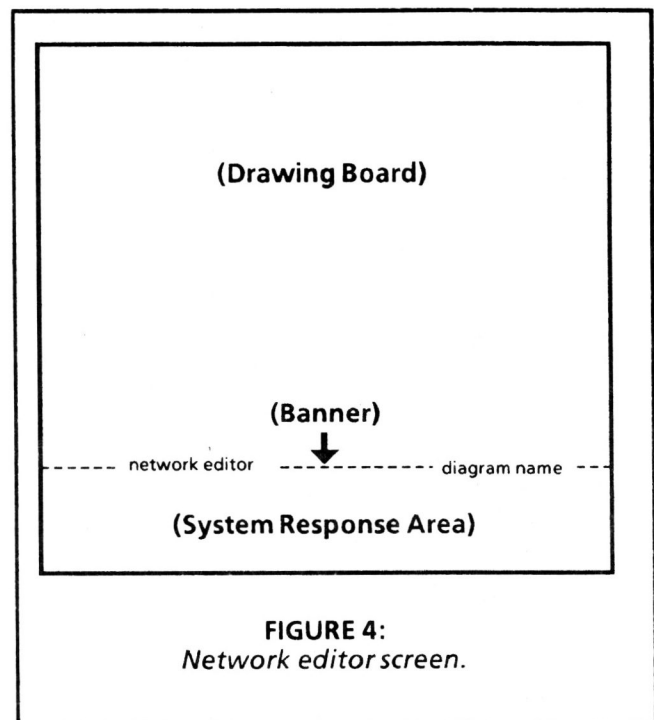 (Drawing Board)
(Banner)
----- network editor ----- ----- diagram name ---
(System Response Area)
FIGURE 4:
Network editor screen.